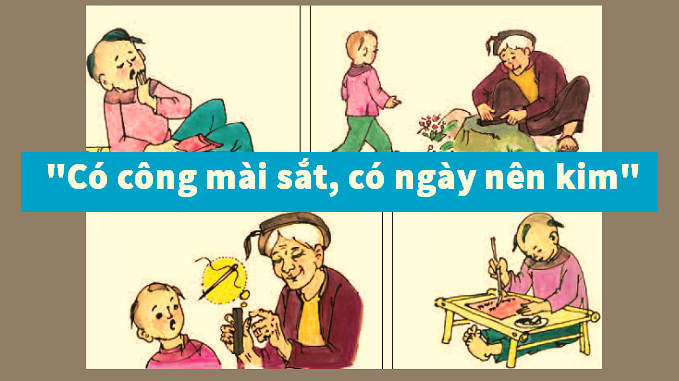 "Có công mài sắt, có ngày nên kim"